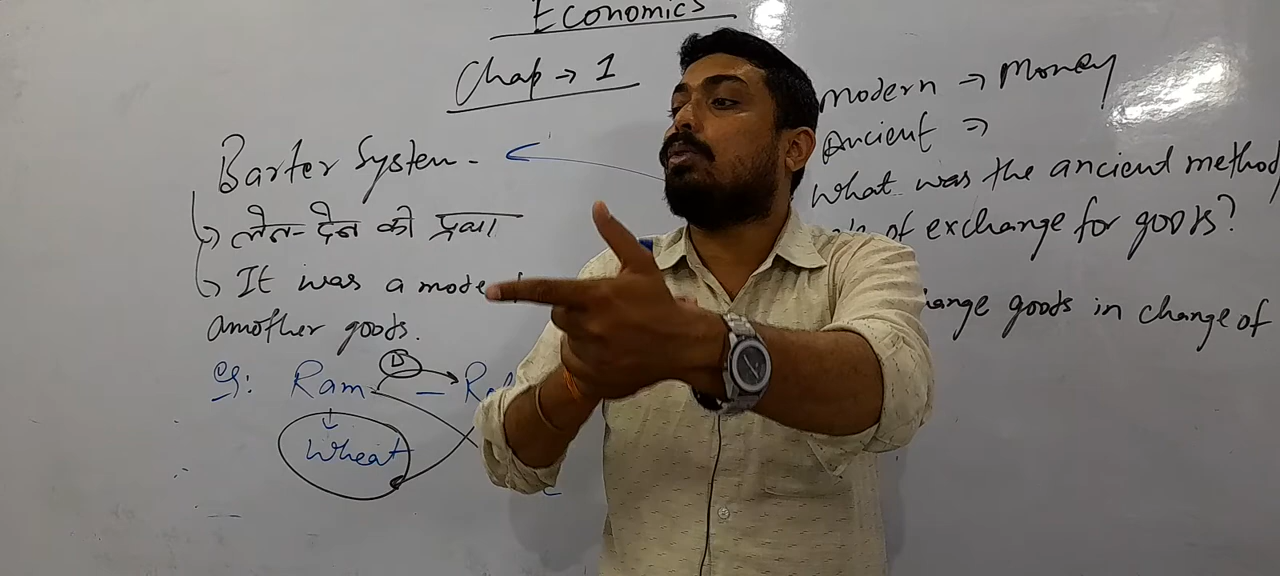 Economics
Chap → 1
Modern → Money
Ancient ⇒
What was the ancient method
of exchange for goods?
Barter System -
→ लेन-देन की प्रथा
→ It was a mode
ange goods in change of
amother goods.
eg: Ram —
Wheat